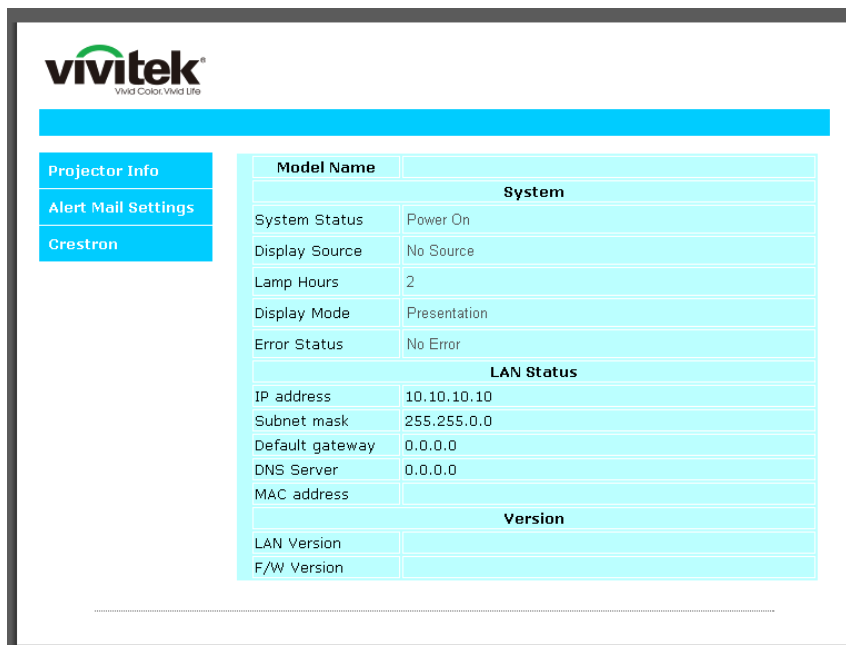 vivitek®
Vivid Color. Vivid Life
Projector Info
Alert Mail Settings
Crestron
Model Name
System
System Status Power On
Display Source No Source
Lamp Hours 2
Display Mode Presentation
Error Status No Error
LAN Status
IP address 10.10.10.10
Subnet mask 255.255.0.0
Default gateway 0.0.0.0
DNS Server 0.0.0.0
MAC address
Version
LAN Version
F/W Version